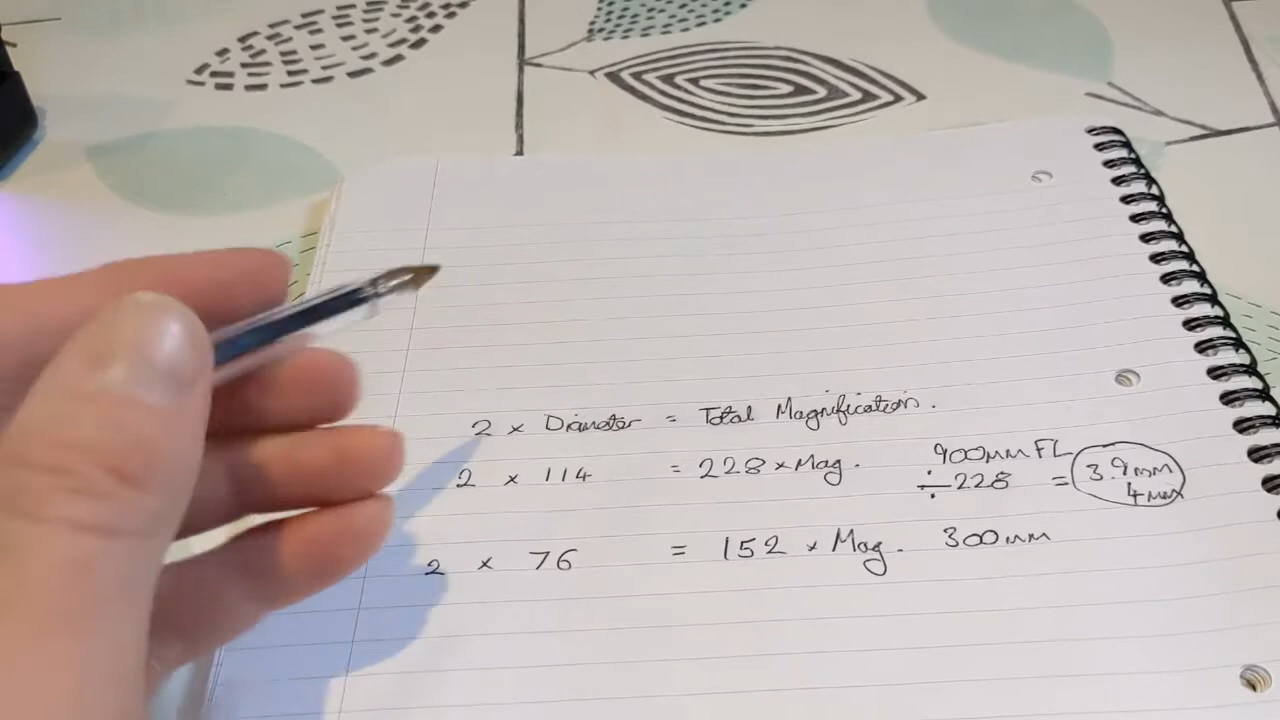 2 x Diameter = Total Magnification.
2 x 114 = 228 x Mag. 900mm FL ÷ 228 = 3.9mm 4mm
2 x 76 = 152 x Mag. 300mm